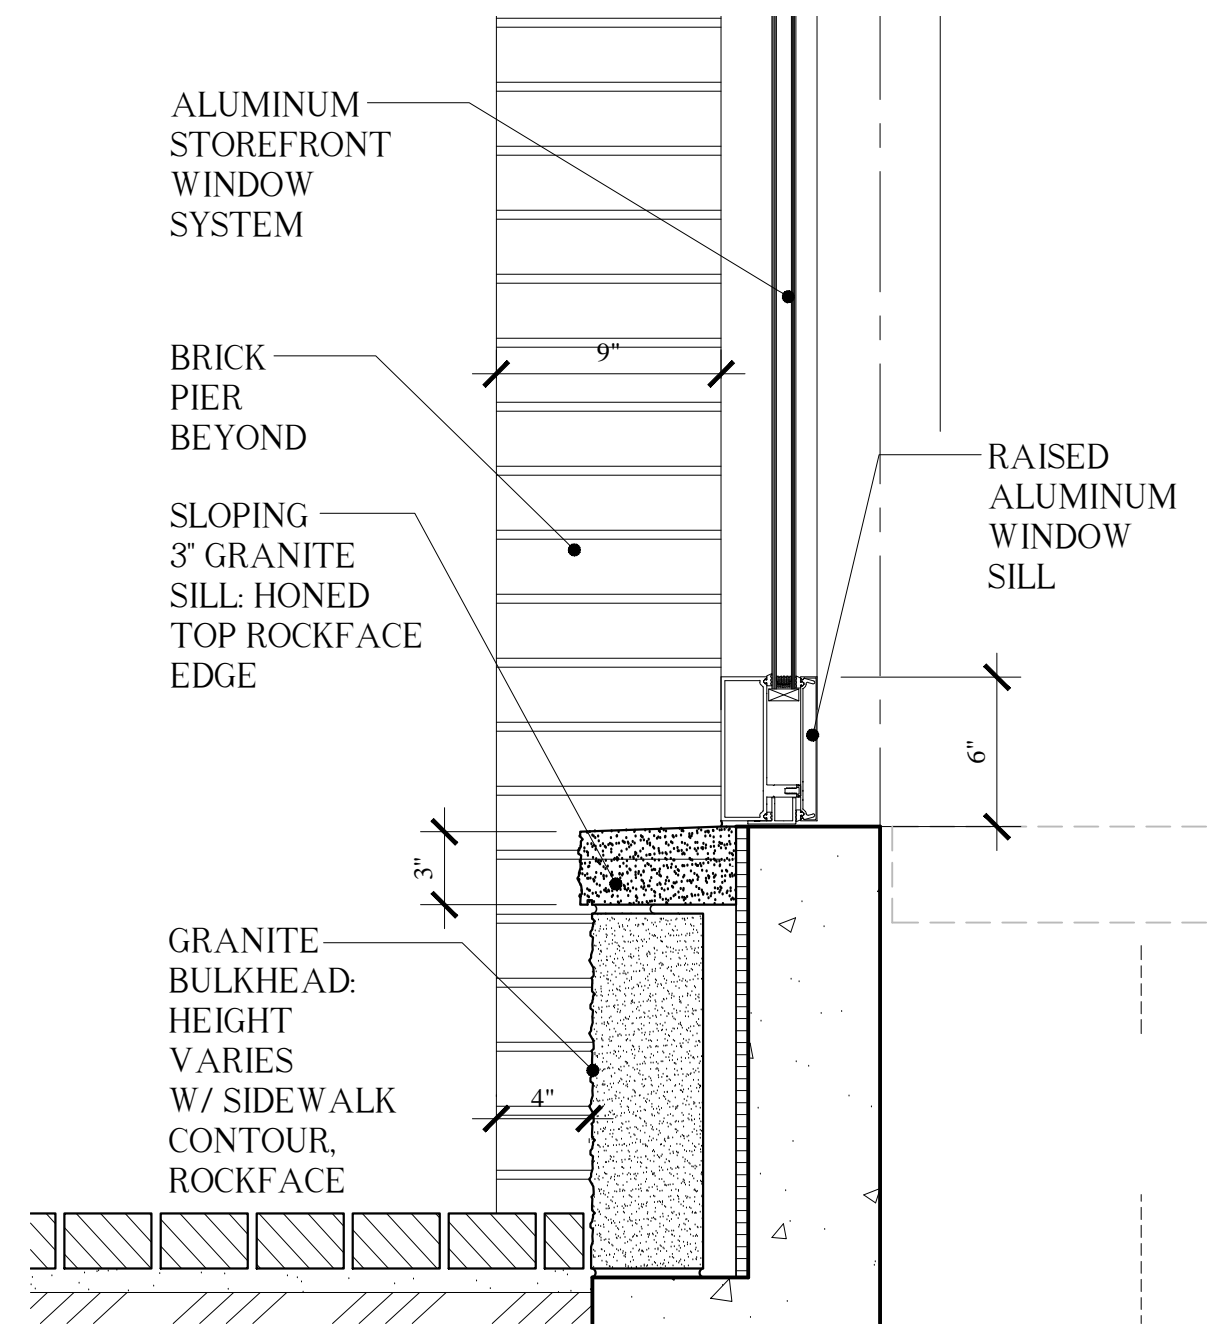 ALUMINUM
STOREFRONT
WINDOW
SYSTEM
9"
BRICK
PIER
BEYOND
RAISED
ALUMINUM
WINDOW
SILL
SLOPING
3" GRANITE
SILL: HONED
TOP ROCKFACE
EDGE
6"
3"
GRANITE
BULKHEAD:
HEIGHT
VARIES
W/ SIDEWALK
CONTOUR,
ROCKFACE
4"